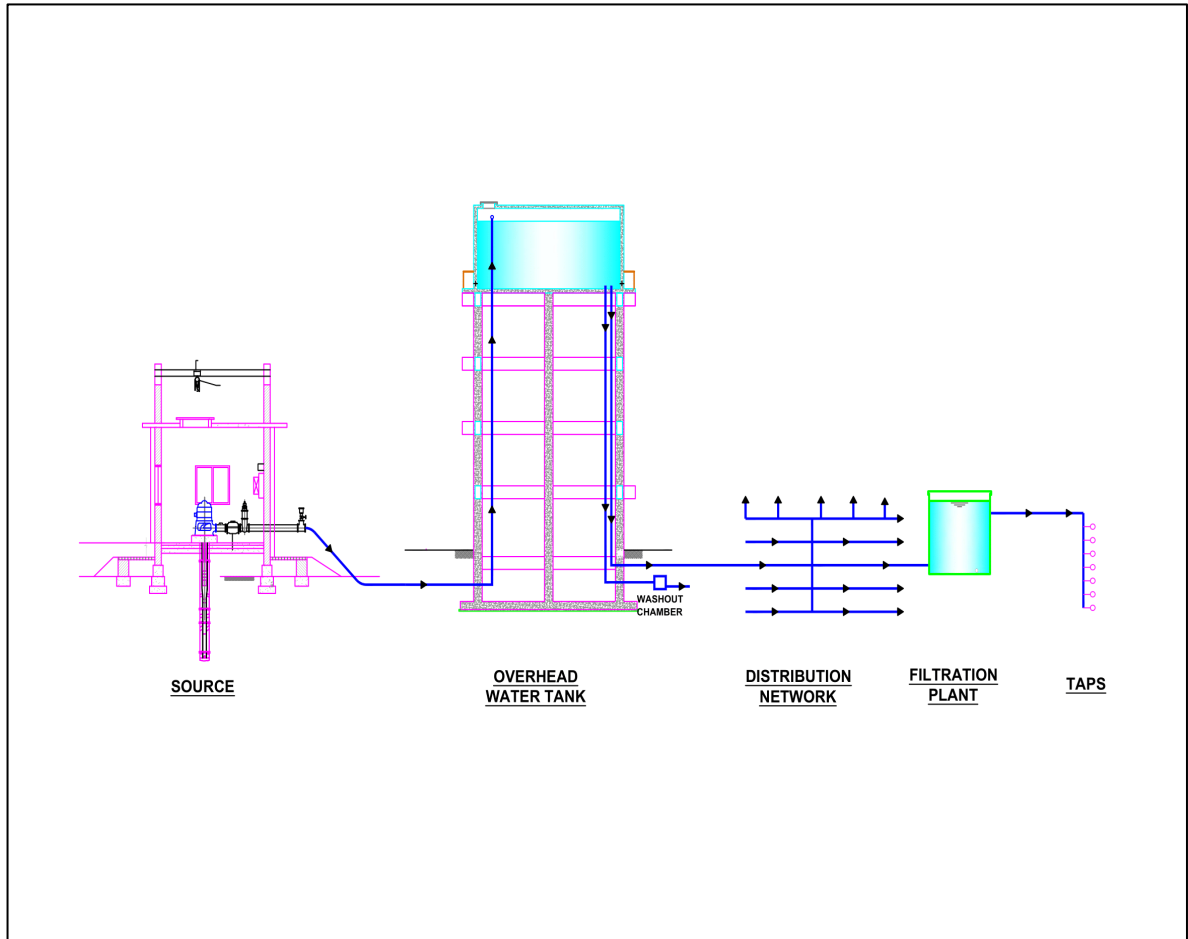 WASHOUT
CHAMBER
SOURCE
OVERHEAD
WATER TANK
DISTRIBUTION
NETWORK
FILTRATION
PLANT
TAPS